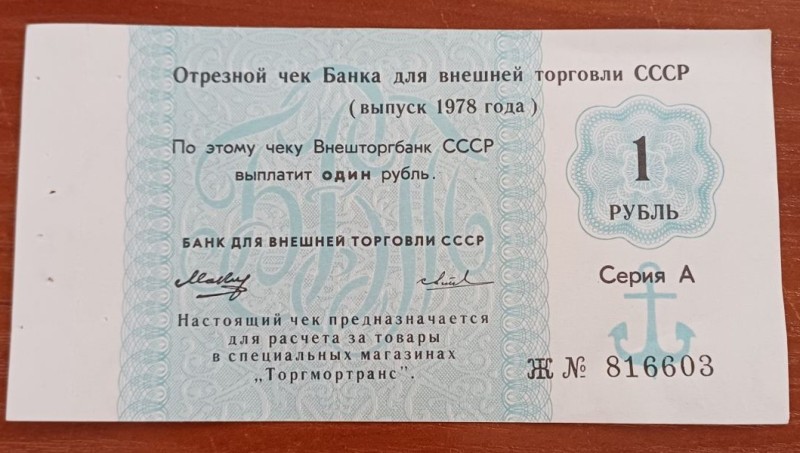 Отрезной чек Банка для внешней торговли СССР
(выпуск 1978 года)
По этому чеку Внешторгбанк СССР
выплатит один рубль.
БАНК ДЛЯ ВНЕШНЕЙ ТОРГОВЛИ СССР
Настоящий чек предназначается
для расчета за товары
в специальных магазинах
„Торгмортранс".
1
РУБЛЬ
Серия А
Ж № 816603